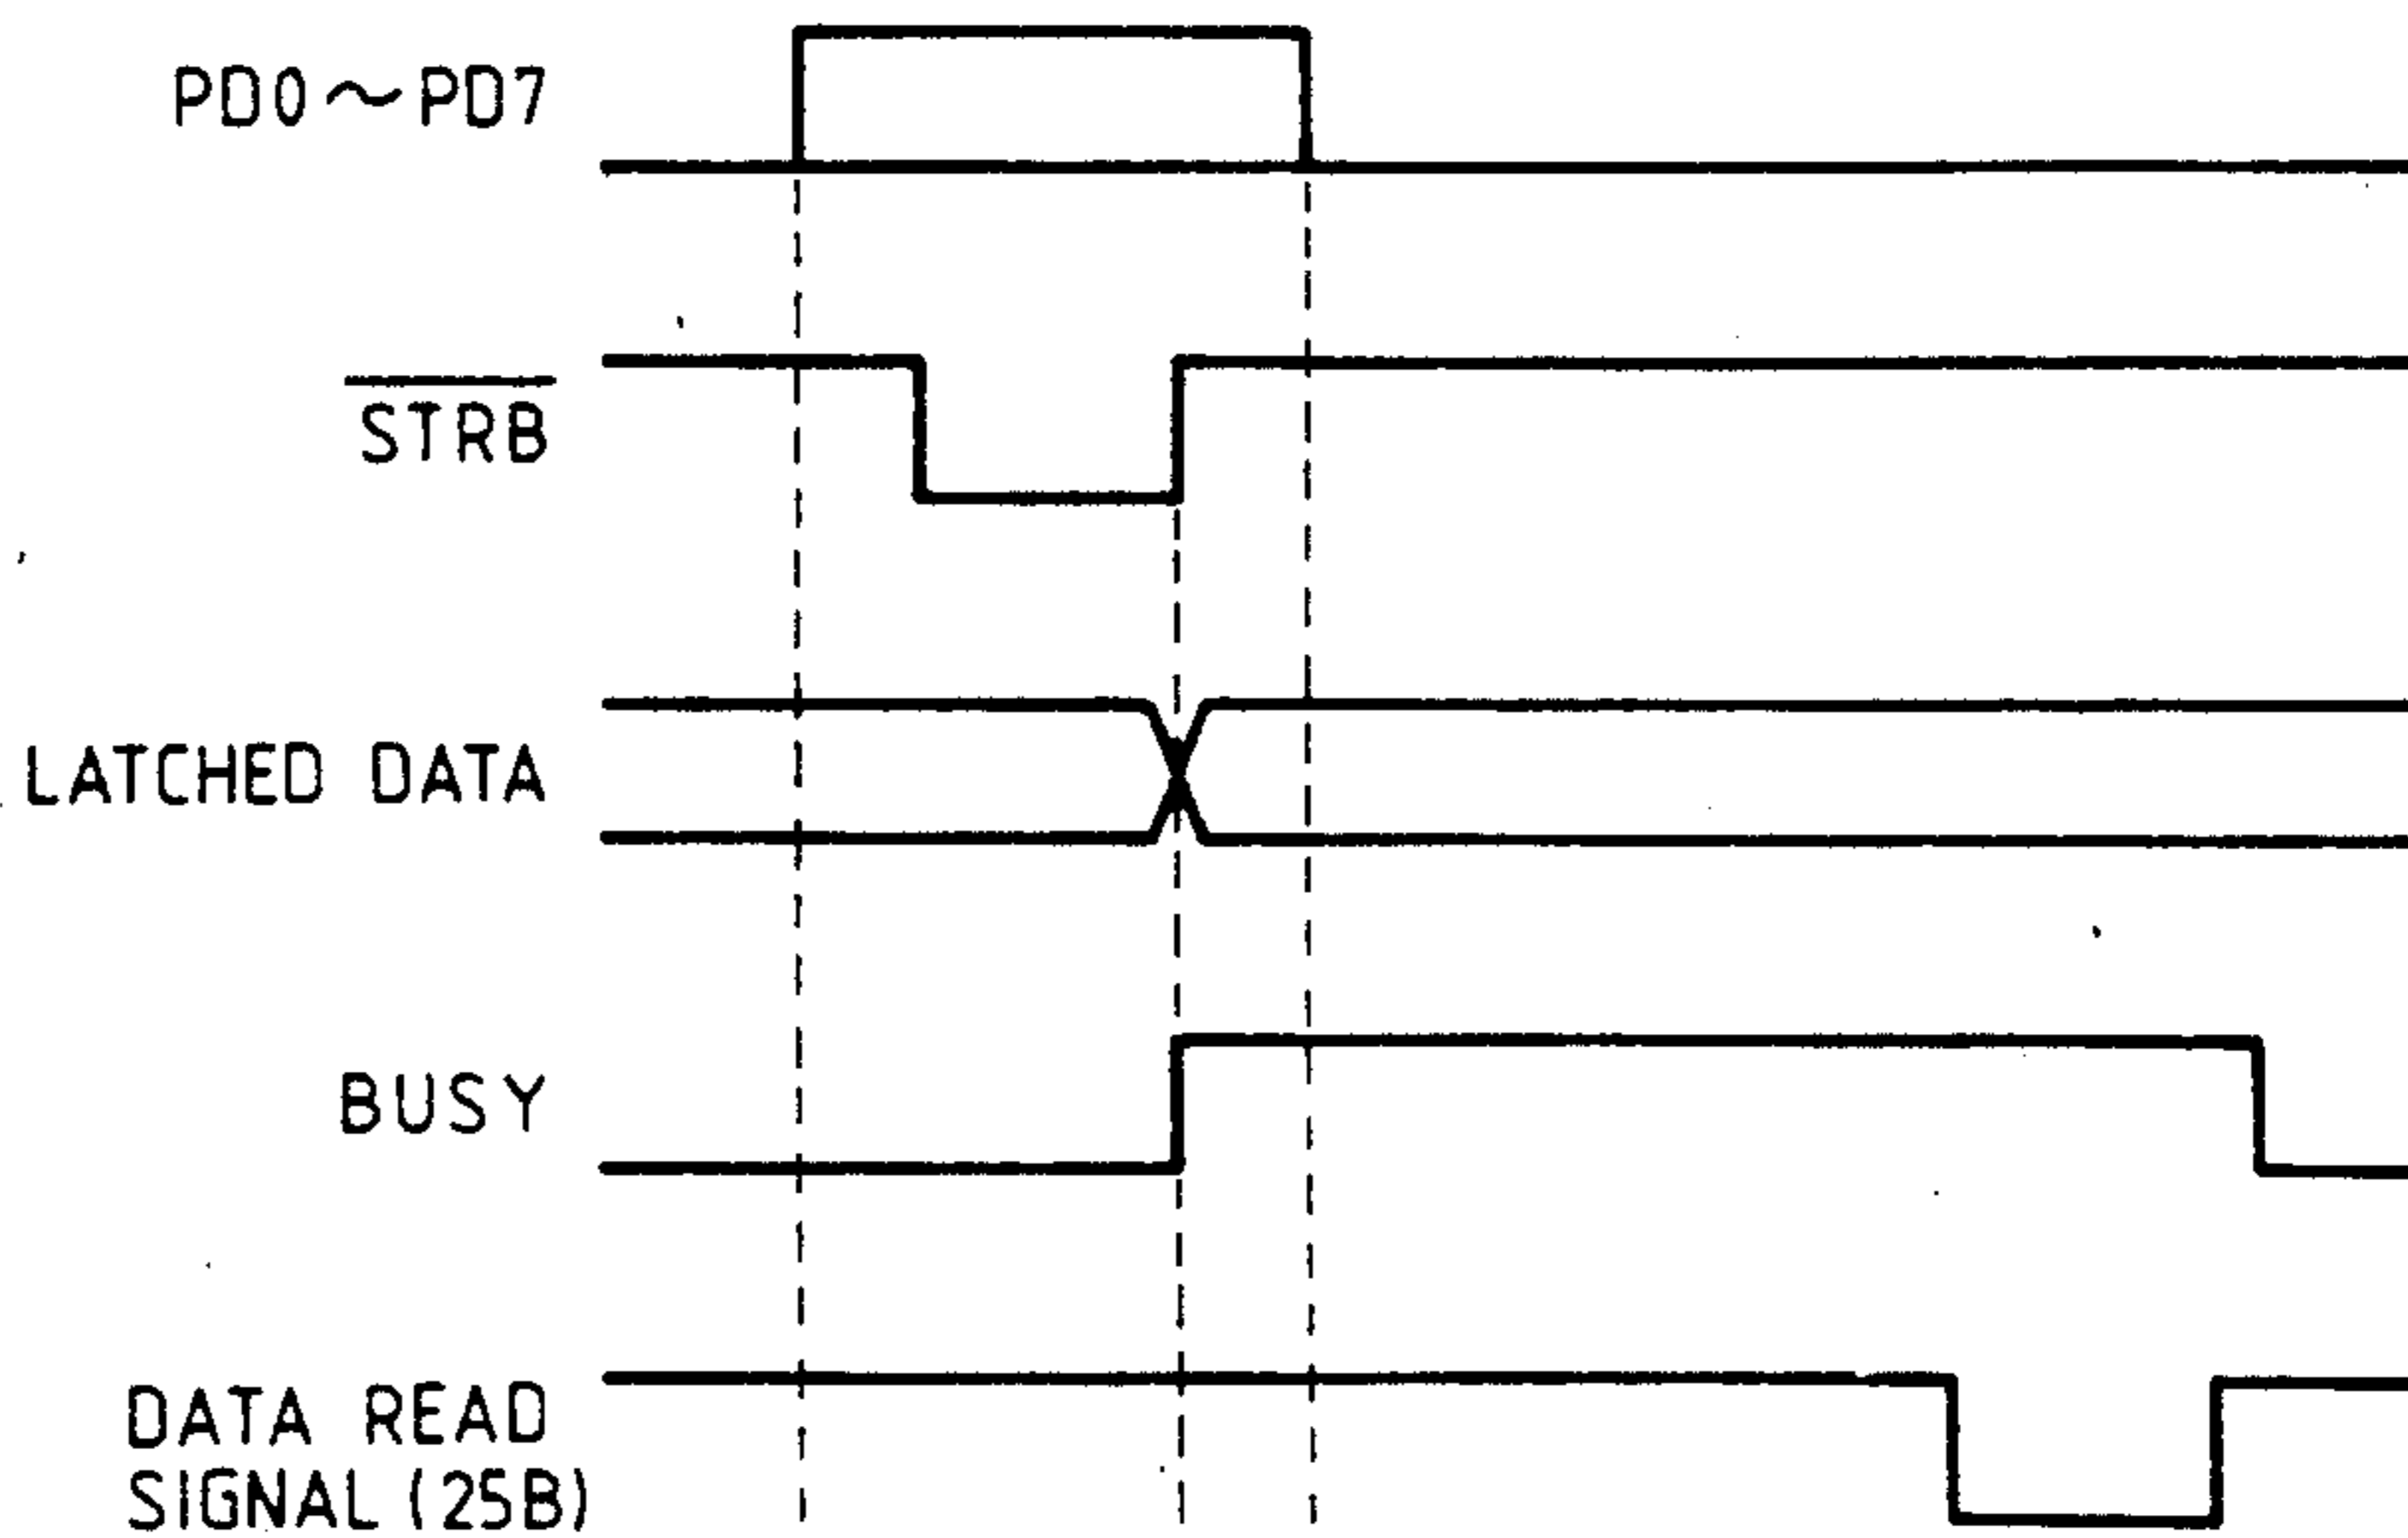 PD0~PD7
STRB
LATCHED DATA
BUSY
DATA READ
SIGNAL (25B)